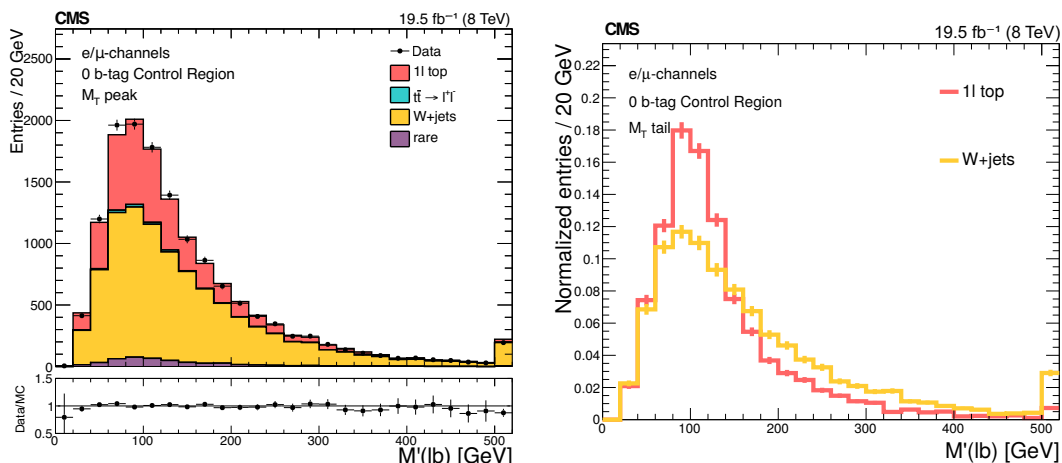 CMS
19.5 fb⁻¹ (8 TeV)
Entries / 20 GeV
2500
2000
1500
1000
500
0
e/μ-channels
0 b-tag Control Region
M_T peak
Data
1l top
tt̄ → l⁺l⁻
W+jets
rare
Data/MC
1.5
1
0.5
0
100
200
300
400
500
M'(lb) [GeV]
CMS
19.5 fb⁻¹ (8 TeV)
Normalized entries / 20 GeV
0.22
0.2
0.18
0.16
0.14
0.12
0.1
0.08
0.06
0.04
0.02
0
e/μ-channels
0 b-tag Control Region
M_T tail
1l top
W+jets
0
100
200
300
400
500
M'(lb) [GeV]